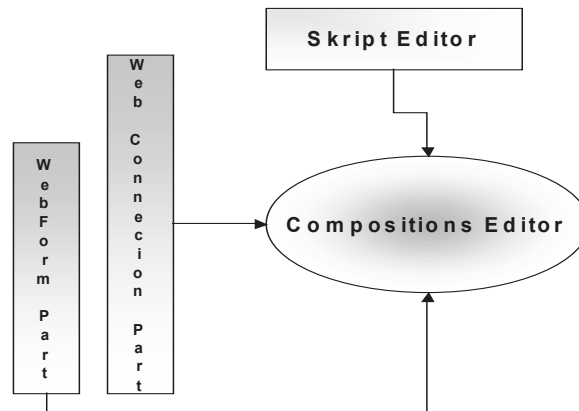 Skript Editor
Web Connecion Part
WebForm Part
Compositions Editor